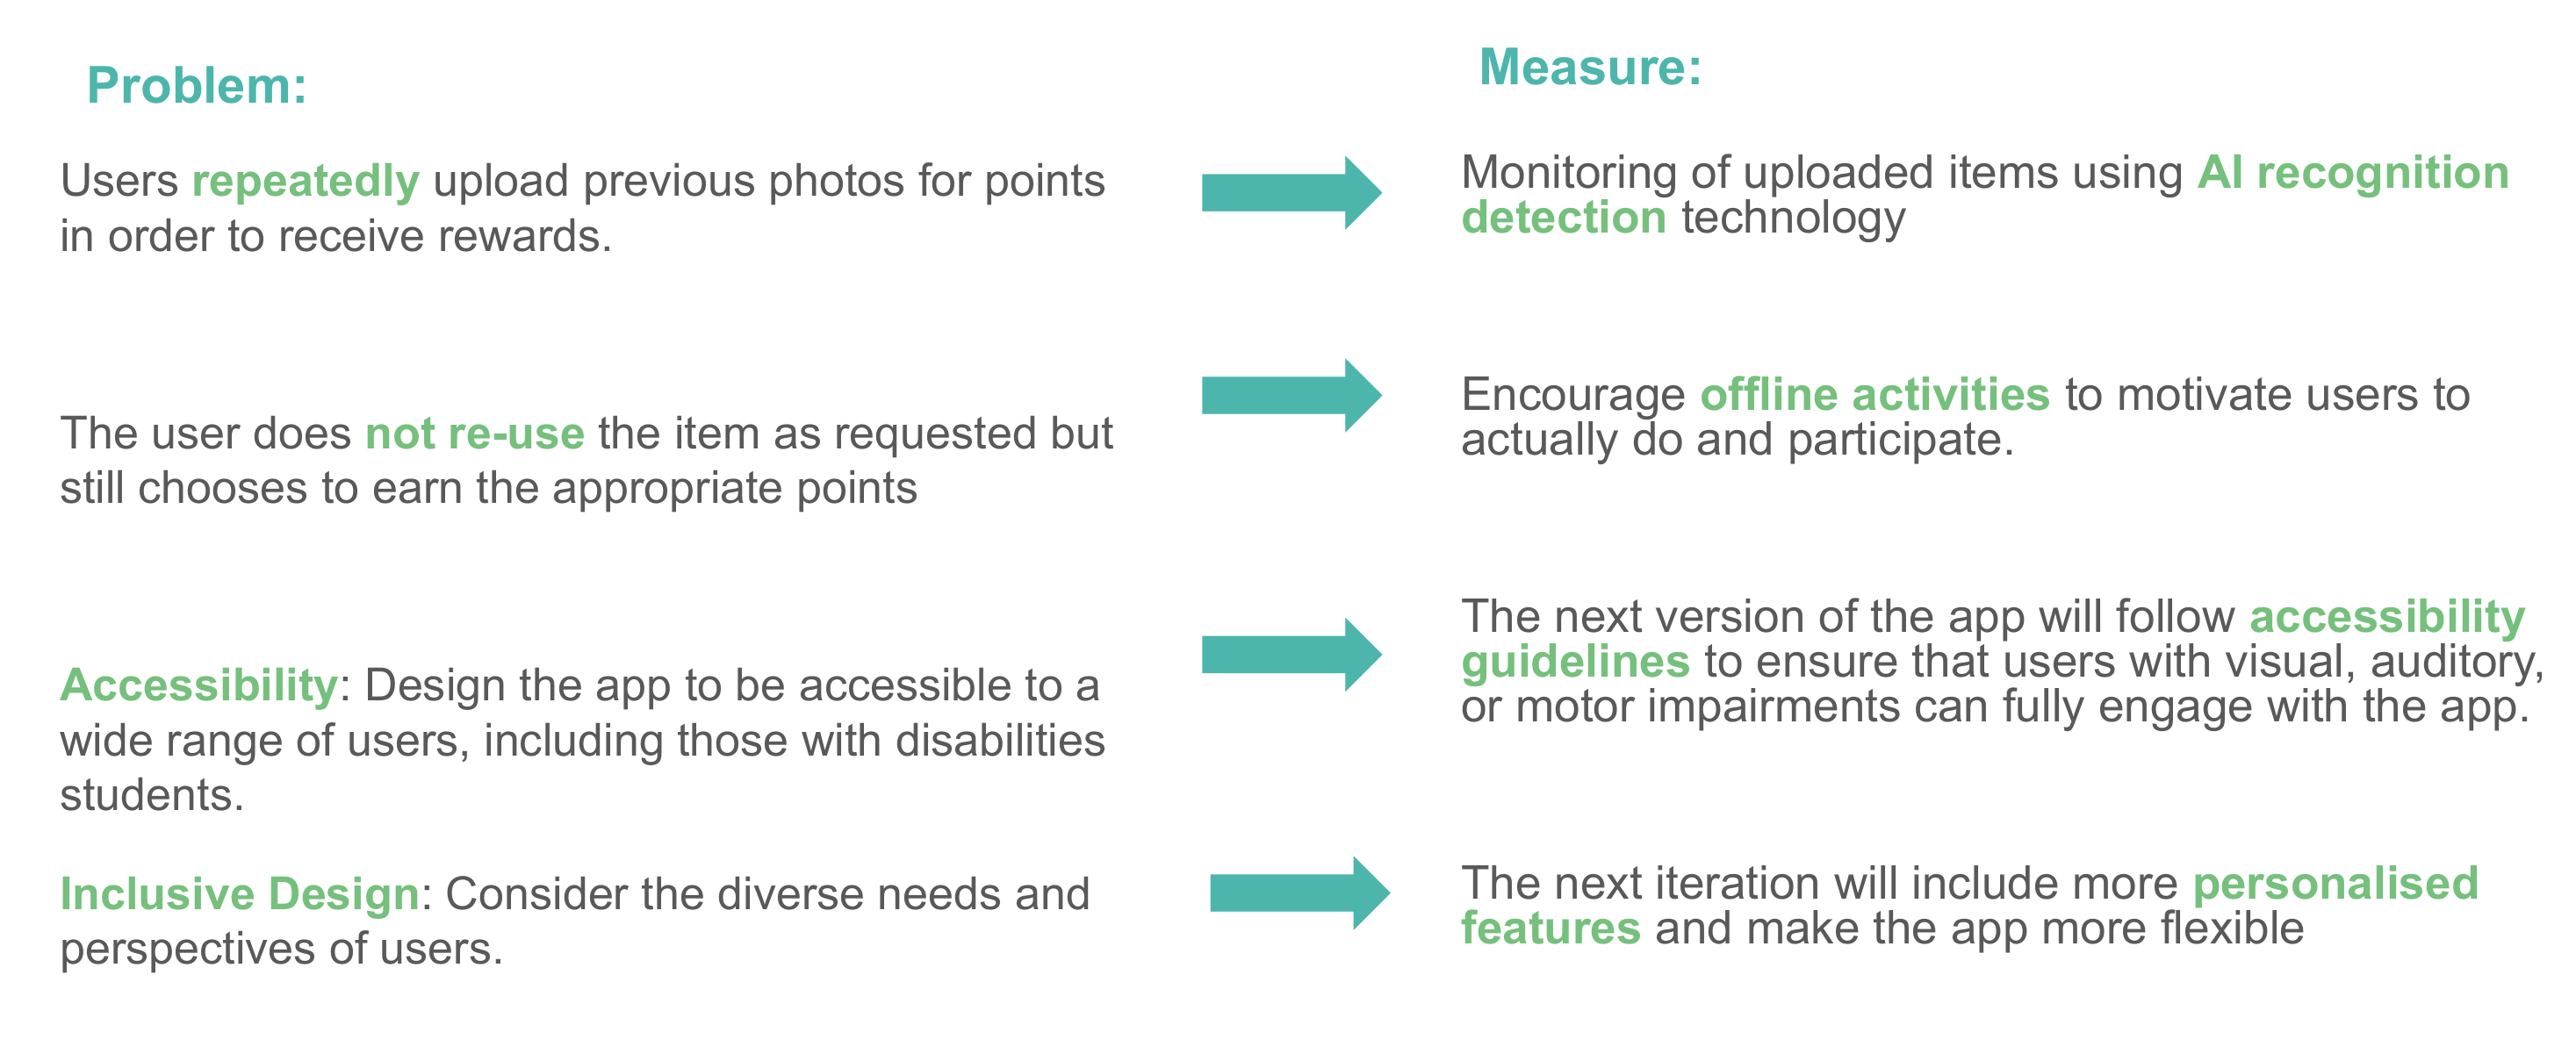 Problem:
Measure:
Users repeatedly upload previous photos for points
in order to receive rewards.
Monitoring of uploaded items using AI recognition
detection technology
The user does not re-use the item as requested but
still chooses to earn the appropriate points
Encourage offline activities to motivate users to
actually do and participate.
Accessibility: Design the app to be accessible to a
wide range of users, including those with disabilities
students.
The next version of the app will follow accessibility
guidelines to ensure that users with visual, auditory,
or motor impairments can fully engage with the app.
Inclusive Design: Consider the diverse needs and
perspectives of users.
The next iteration will include more personalised
features and make the app more flexible